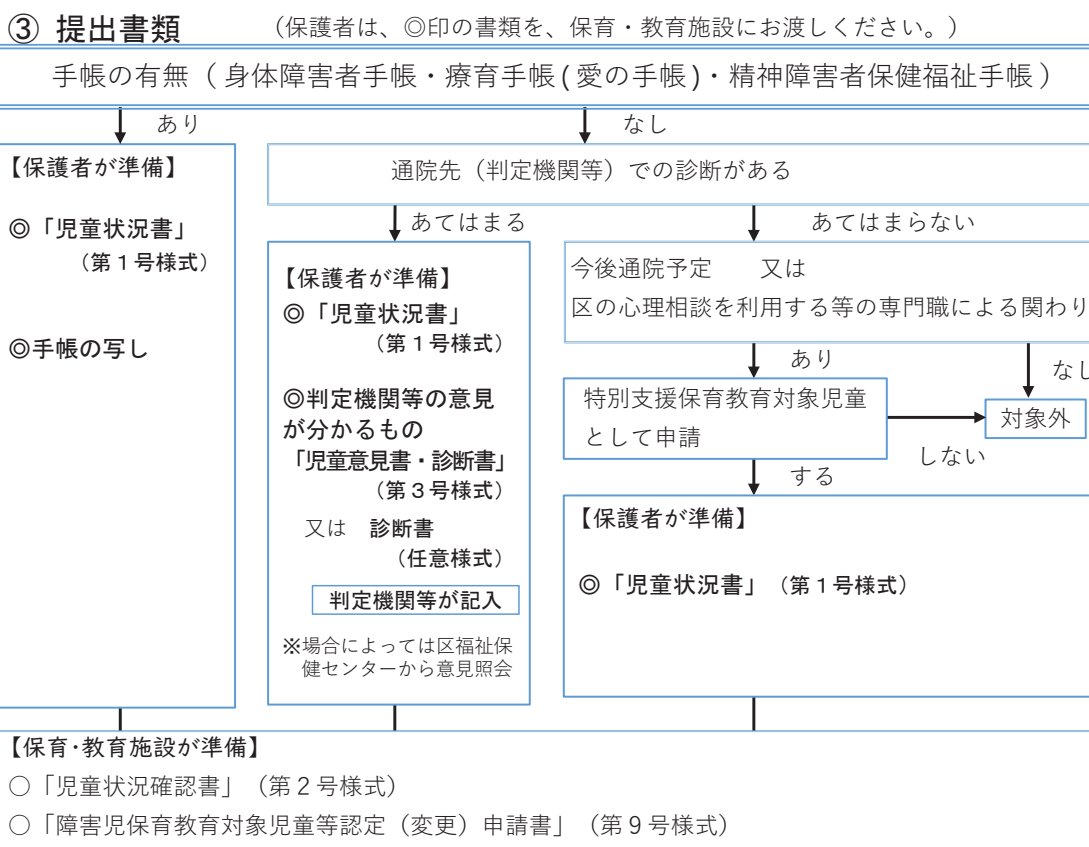 ③ 提出書類 （保護者は、◎印の書類を、保育・教育施設にお渡しください。）
手帳の有無（身体障害者手帳・療育手帳(愛の手帳)・精神障害者保健福祉手帳）
あり
なし
【保護者が準備】
◎「児童状況書」
（第１号様式）
◎手帳の写し
通院先（判定機関等）での診断がある
あてはまる
あてはまらない
【保護者が準備】
◎「児童状況書」
（第１号様式）
◎判定機関等の意見
が分かるもの
「児童意見書・診断書」
（第３号様式）
又は 診断書
（任意様式）
判定機関等が記入
※場合によっては区福祉保
健センターから意見照会
今後通院予定 又は
区の心理相談を利用する等の専門職による関わり
あり
なし
特別支援保育教育対象児童
として申請
しない
対象外
する
【保護者が準備】
◎「児童状況書」（第１号様式）
【保育･教育施設が準備】
○「児童状況確認書」（第２号様式）
○「障害児保育教育対象児童等認定（変更）申請書」（第９号様式）